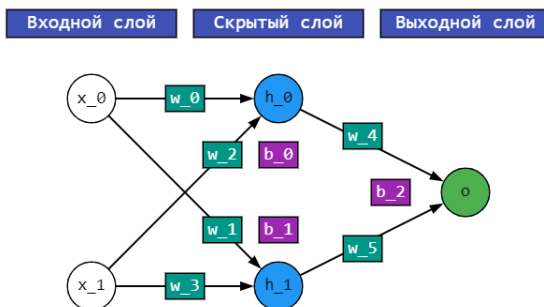 Входной слой Скрытый слой Выходной слой
x_0 w_0 h_0
w_4
w_2 b_0
b_2 o
w_1 b_1
w_5
x_1 w_3 h_1